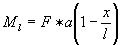 M_l = F * a(1 - x/l)